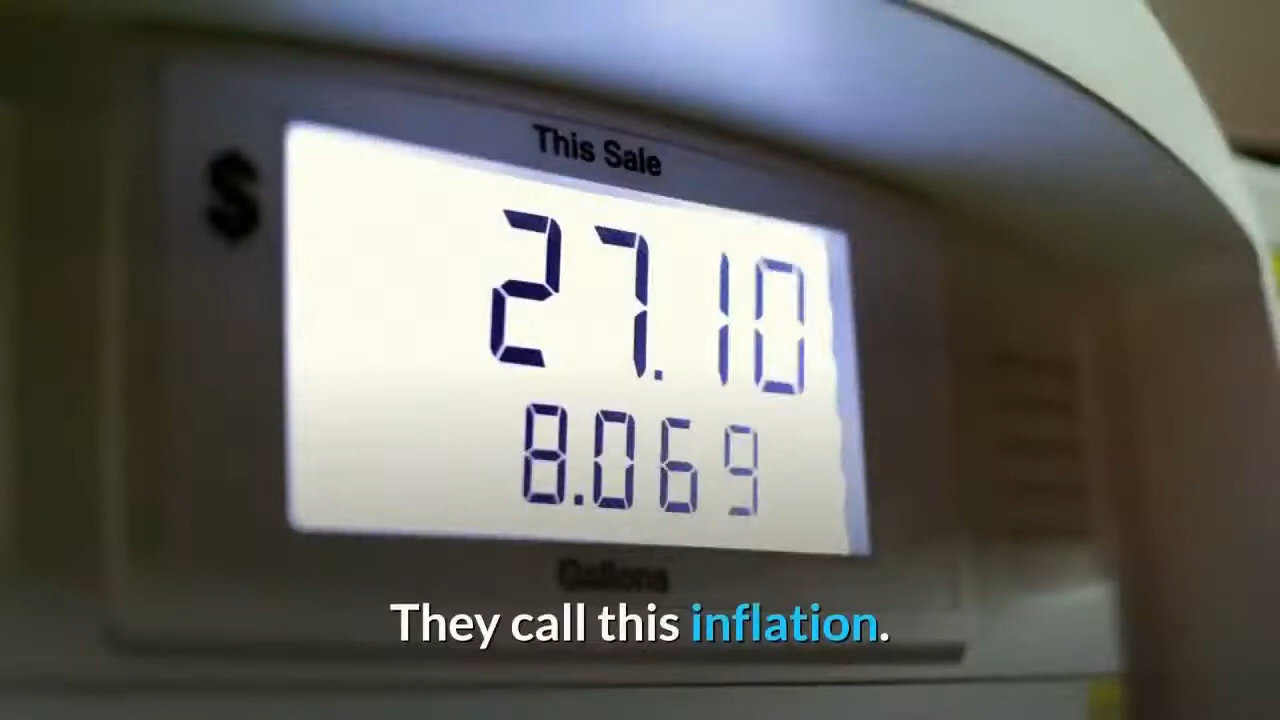 This Sale
$
27.10
8.069
Gallons
They call this inflation.